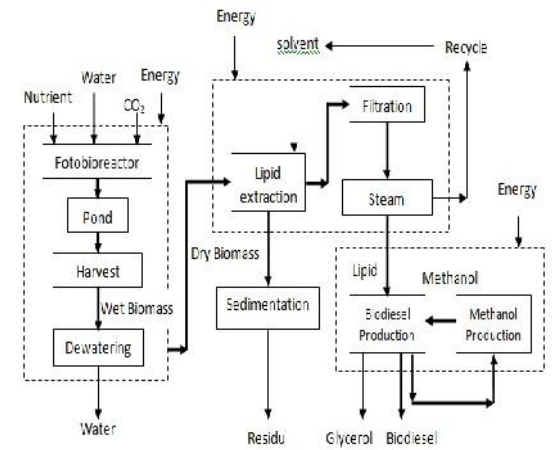 Energy
solvent
Recycle
Water
Energy
Nutrient
CO2
Filtration
Fotobioreactor
Lipid
extraction
Steam
Energy
Pond
Dry Biomass
Lipid
Methanol
Harvest
Wet Biomass
Sedimentation
Biodiesel
Production
Methanol
Production
Dewatering
Water
Residu
Glycerol
Biodiesel